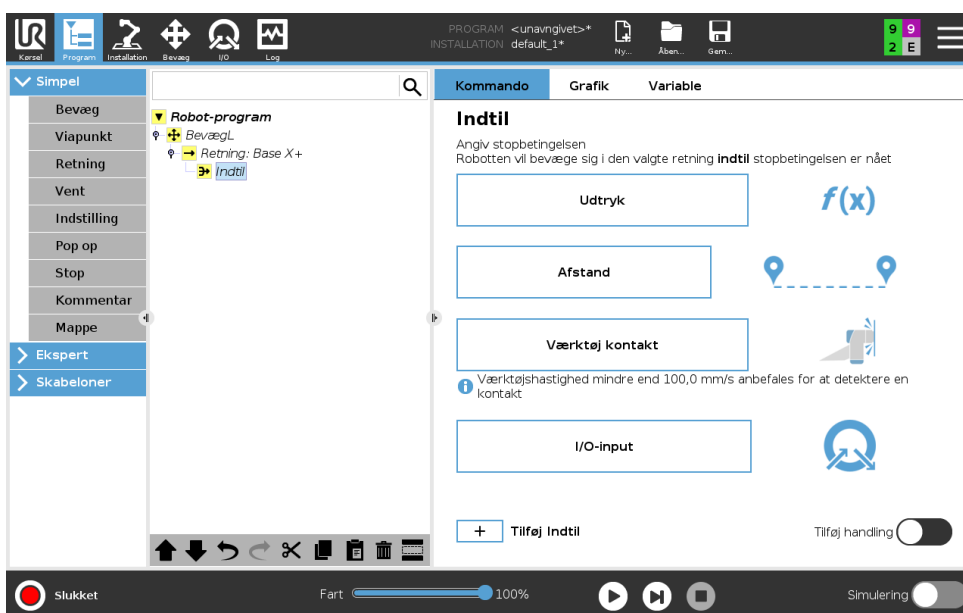 PROGRAM <unavngivet>*
INSTALLATION default_1*
Kørsel Program Installation Bevæg I/O Log Ny... Åben... Gem...
9 9
2 E
Simpel
Bevæg
Viapunkt
Retning
Vent
Indstilling
Pop op
Stop
Kommentar
Mappe
Ekspert
Skabeloner
Robot-program
BevægL
Retning: Base X+
Indtil
Kommando Grafik Variable
Indtil
Angiv stopbetingelsen
Robotten vil bevæge sig i den valgte retning indtil stopbetingelsen er nået
Udtryk f(x)
Afstand
Værktøj kontakt
Værktøjshastighed mindre end 100,0 mm/s anbefales for at detektere en
kontakt
I/O-input
+ Tilføj Indtil Tilføj handling
Slukket Fart 100% Simulering